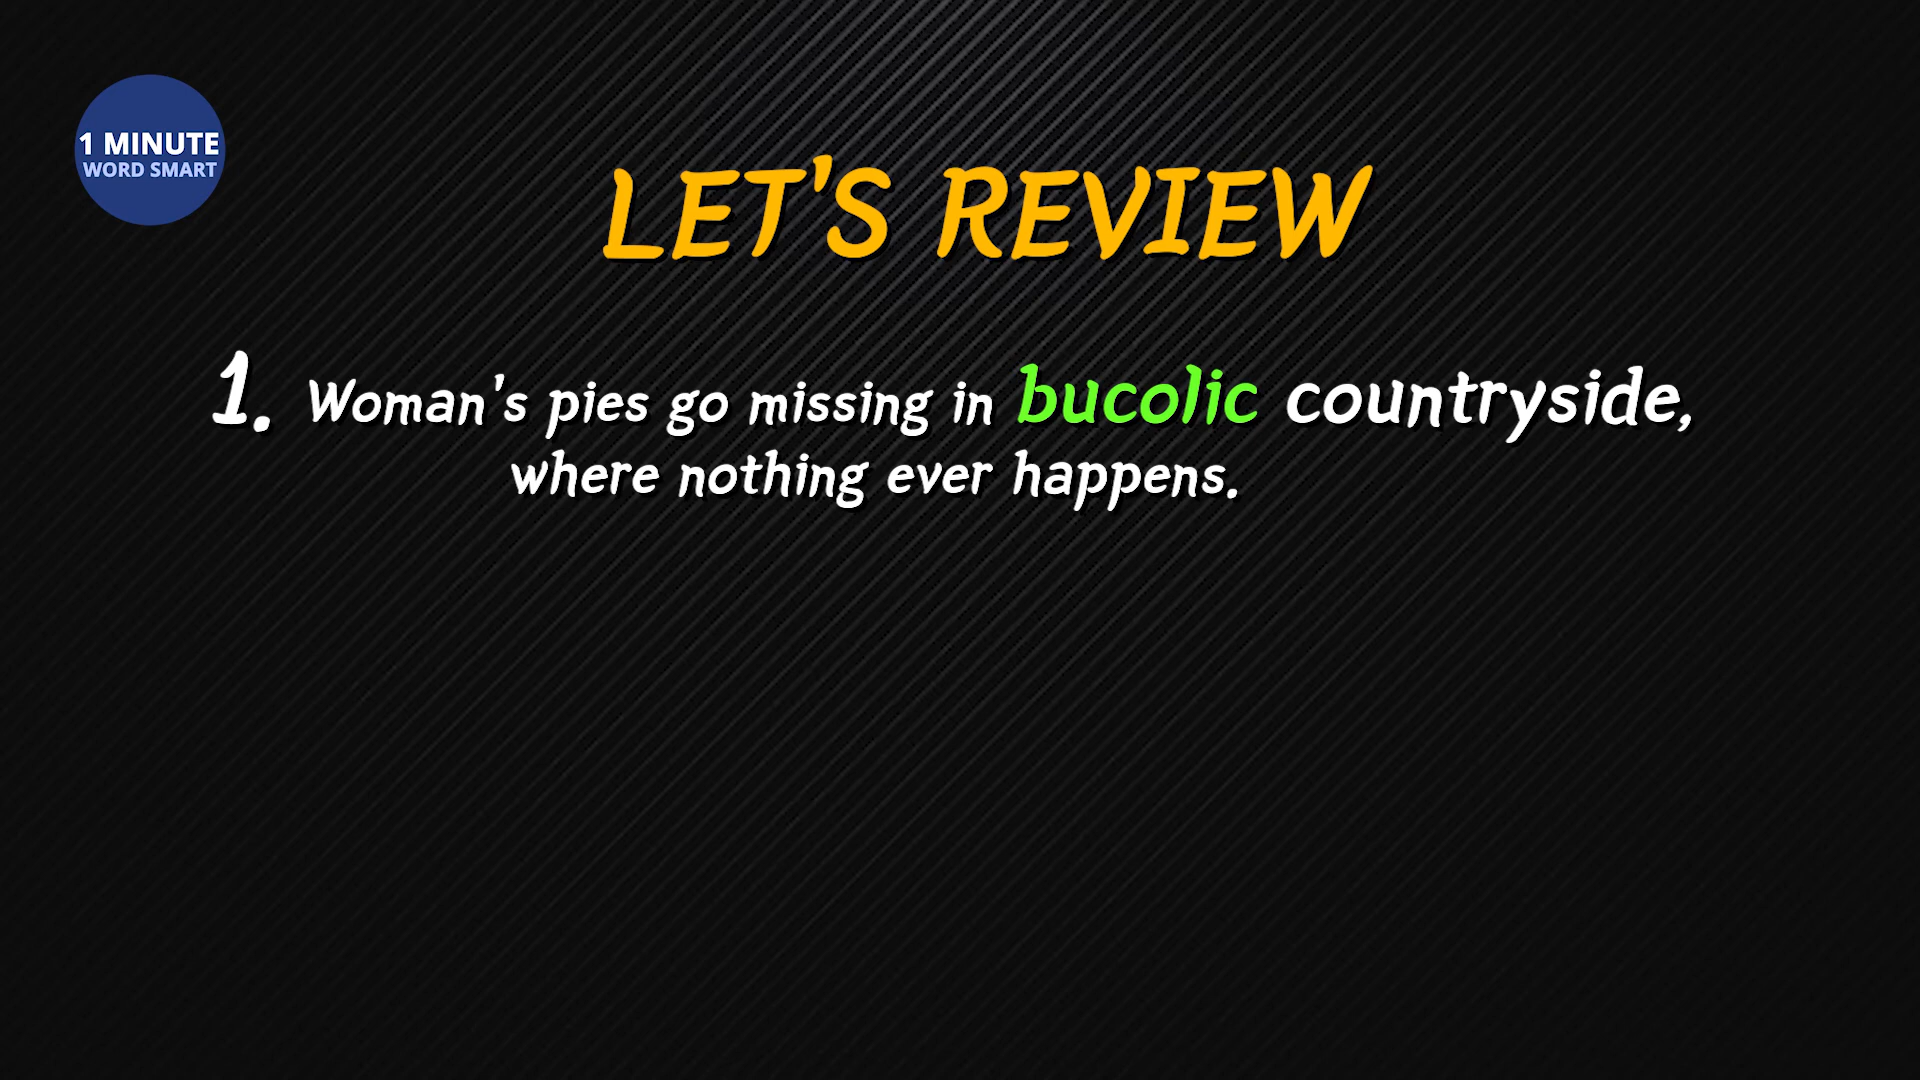 1 MINUTE
WORD SMART
LET'S REVIEW
1. Woman's pies go missing in bucolic countryside,
where nothing ever happens.